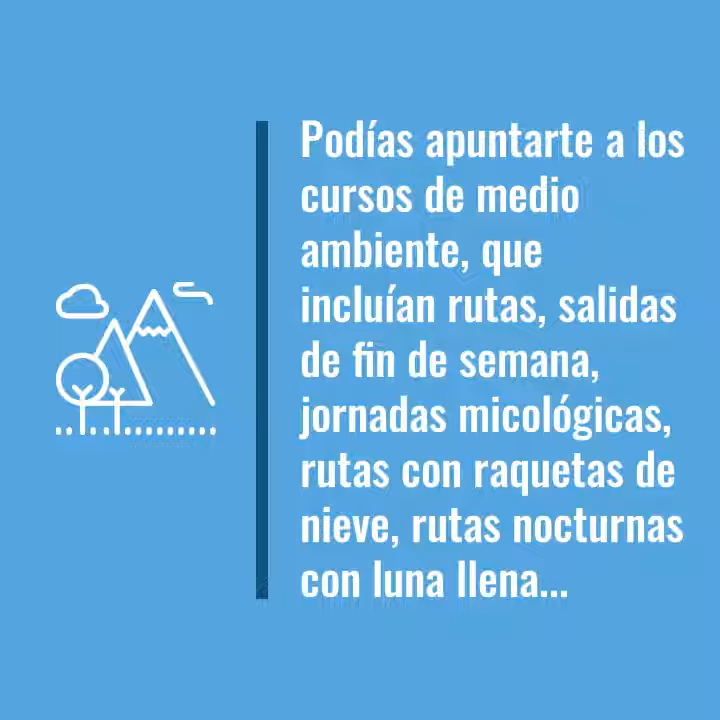 Podías apuntarte a los
cursos de medio
ambiente, que
incluían rutas, salidas
de fin de semana,
jornadas micológicas,
rutas con raquetas de
nieve, rutas nocturnas
con luna llena...